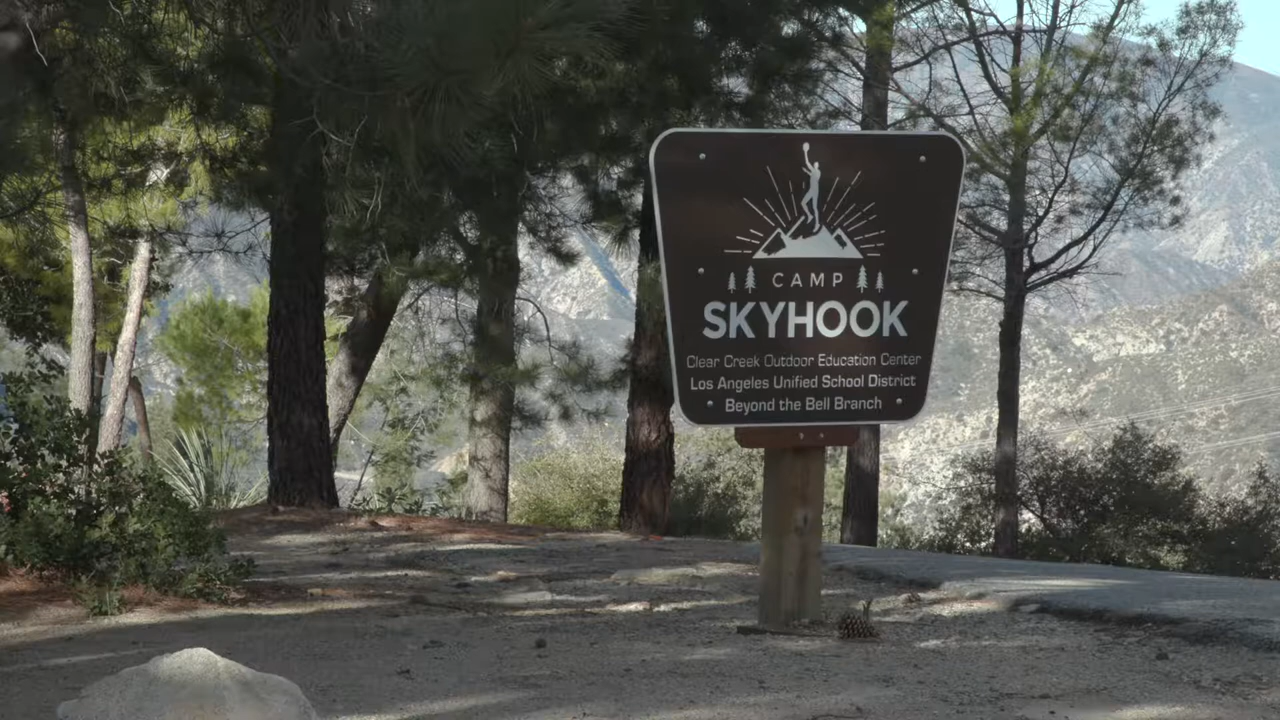 CAMP
SKYHOOK
Clear Creek Outdoor Education Center
Los Angeles Unified School District
Beyond the Bell Branch